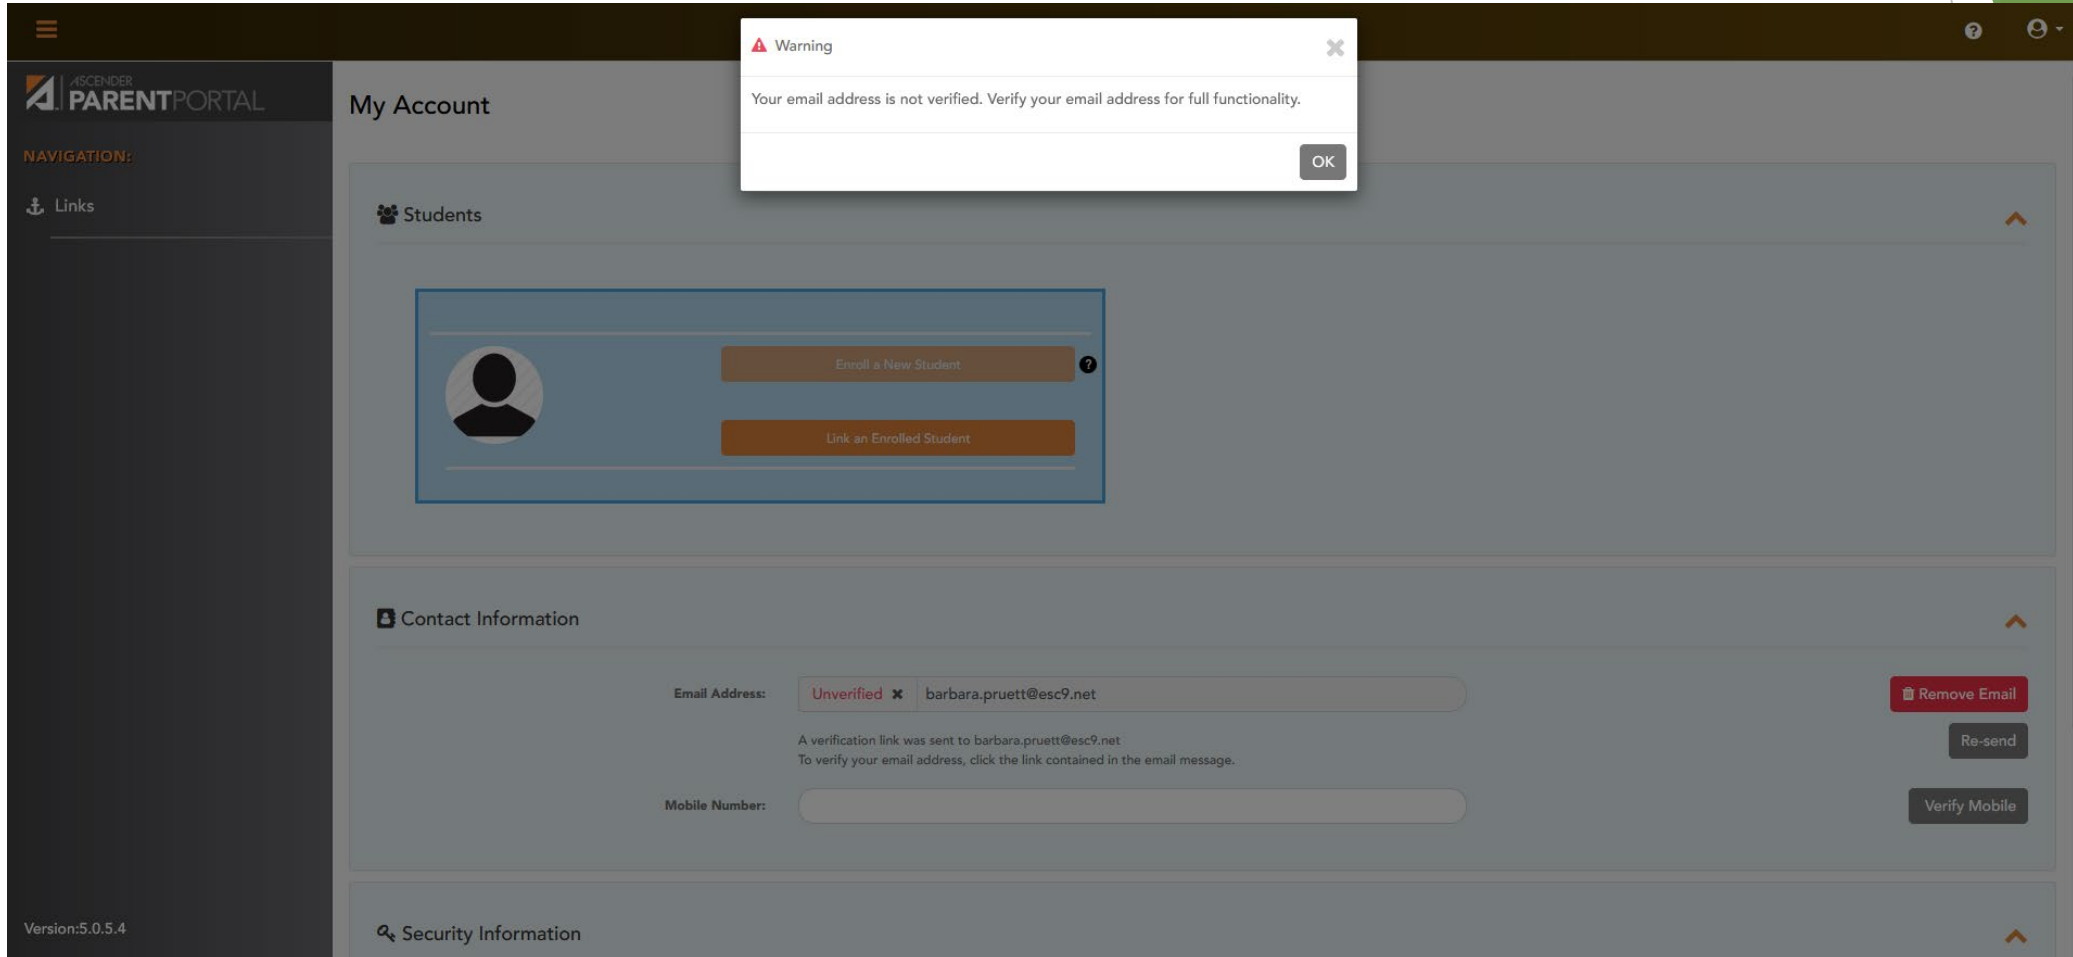 Warning
Your email address is not verified. Verify your email address for full functionality.
OK
ASCENDER
PARENTPORTAL
NAVIGATION:
Links
Version:5.0.5.4
My Account
Students
Enroll a New Student
Link an Enrolled Student
Contact Information
Email Address: Unverified barbara.pruett@esc9.net Remove Email
A verification link was sent to barbara.pruett@esc9.net
Re-send
To verify your email address, click the link contained in the email message.
Mobile Number: Verify Mobile
Security Information